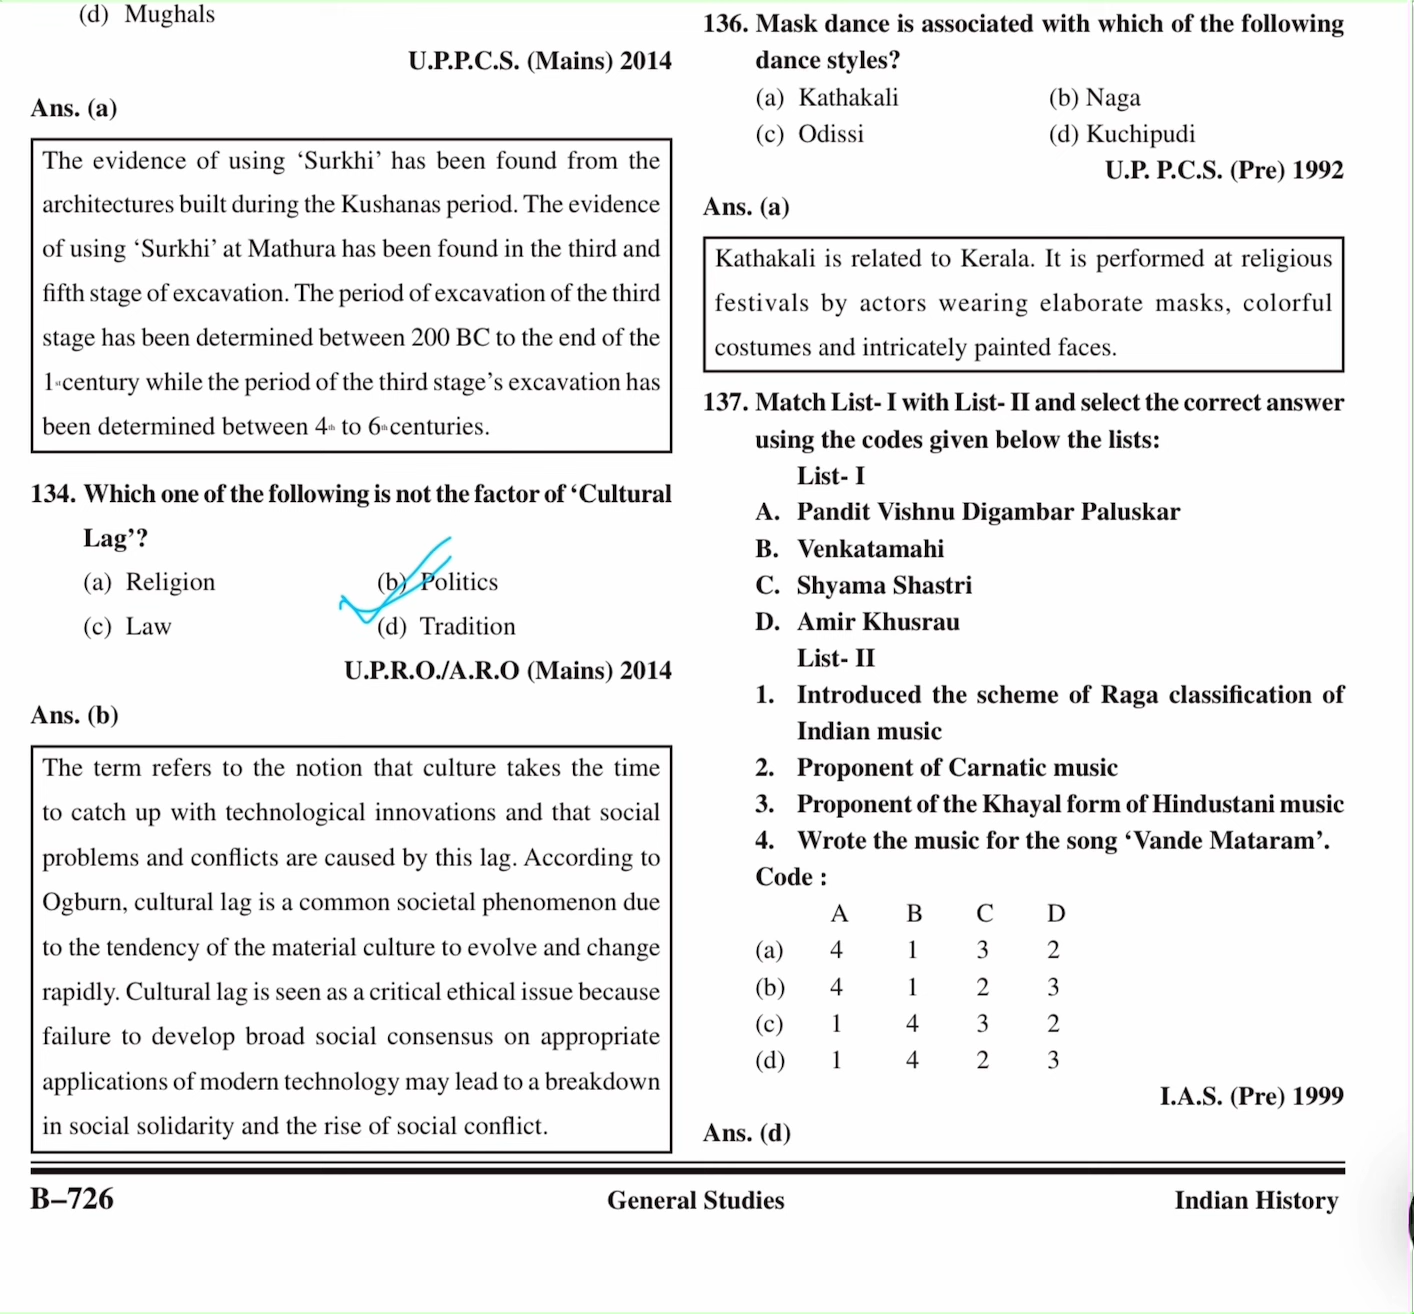 (d) Mughals
U.P.P.C.S. (Mains) 2014
Ans. (a)
The evidence of using ‘Surkhi’ has been found from the
architectures built during the Kushanas period. The evidence
of using ‘Surkhi’ at Mathura has been found in the third and
fifth stage of excavation. The period of excavation of the third
stage has been determined between 200 BC to the end of the
1st century while the period of the third stage’s excavation has
been determined between 4th to 6th centuries.
134. Which one of the following is not the factor of ‘Cultural
Lag’?
(a) Religion (b) Politics
(c) Law (d) Tradition
U.P.R.O./A.R.O (Mains) 2014
Ans. (b)
The term refers to the notion that culture takes the time
to catch up with technological innovations and that social
problems and conflicts are caused by this lag. According to
Ogburn, cultural lag is a common societal phenomenon due
to the tendency of the material culture to evolve and change
rapidly. Cultural lag is seen as a critical ethical issue because
failure to develop broad social consensus on appropriate
applications of modern technology may lead to a breakdown
in social solidarity and the rise of social conflict.
136. Mask dance is associated with which of the following
dance styles?
(a) Kathakali (b) Naga
(c) Odissi (d) Kuchipudi
U.P. P.C.S. (Pre) 1992
Ans. (a)
Kathakali is related to Kerala. It is performed at religious
festivals by actors wearing elaborate masks, colorful
costumes and intricately painted faces.
137. Match List- I with List- II and select the correct answer
using the codes given below the lists:
List- I
A. Pandit Vishnu Digambar Paluskar
B. Venkatamahi
C. Shyama Shastri
D. Amir Khusrau
List- II
1. Introduced the scheme of Raga classification of
Indian music
2. Proponent of Carnatic music
3. Proponent of the Khayal form of Hindustani music
4. Wrote the music for the song ‘Vande Mataram’.
Code :
A B C D
(a) 4 1 3 2
(b) 4 1 2 3
(c) 1 4 3 2
(d) 1 4 2 3
I.A.S. (Pre) 1999
Ans. (d)
B–726 General Studies Indian History